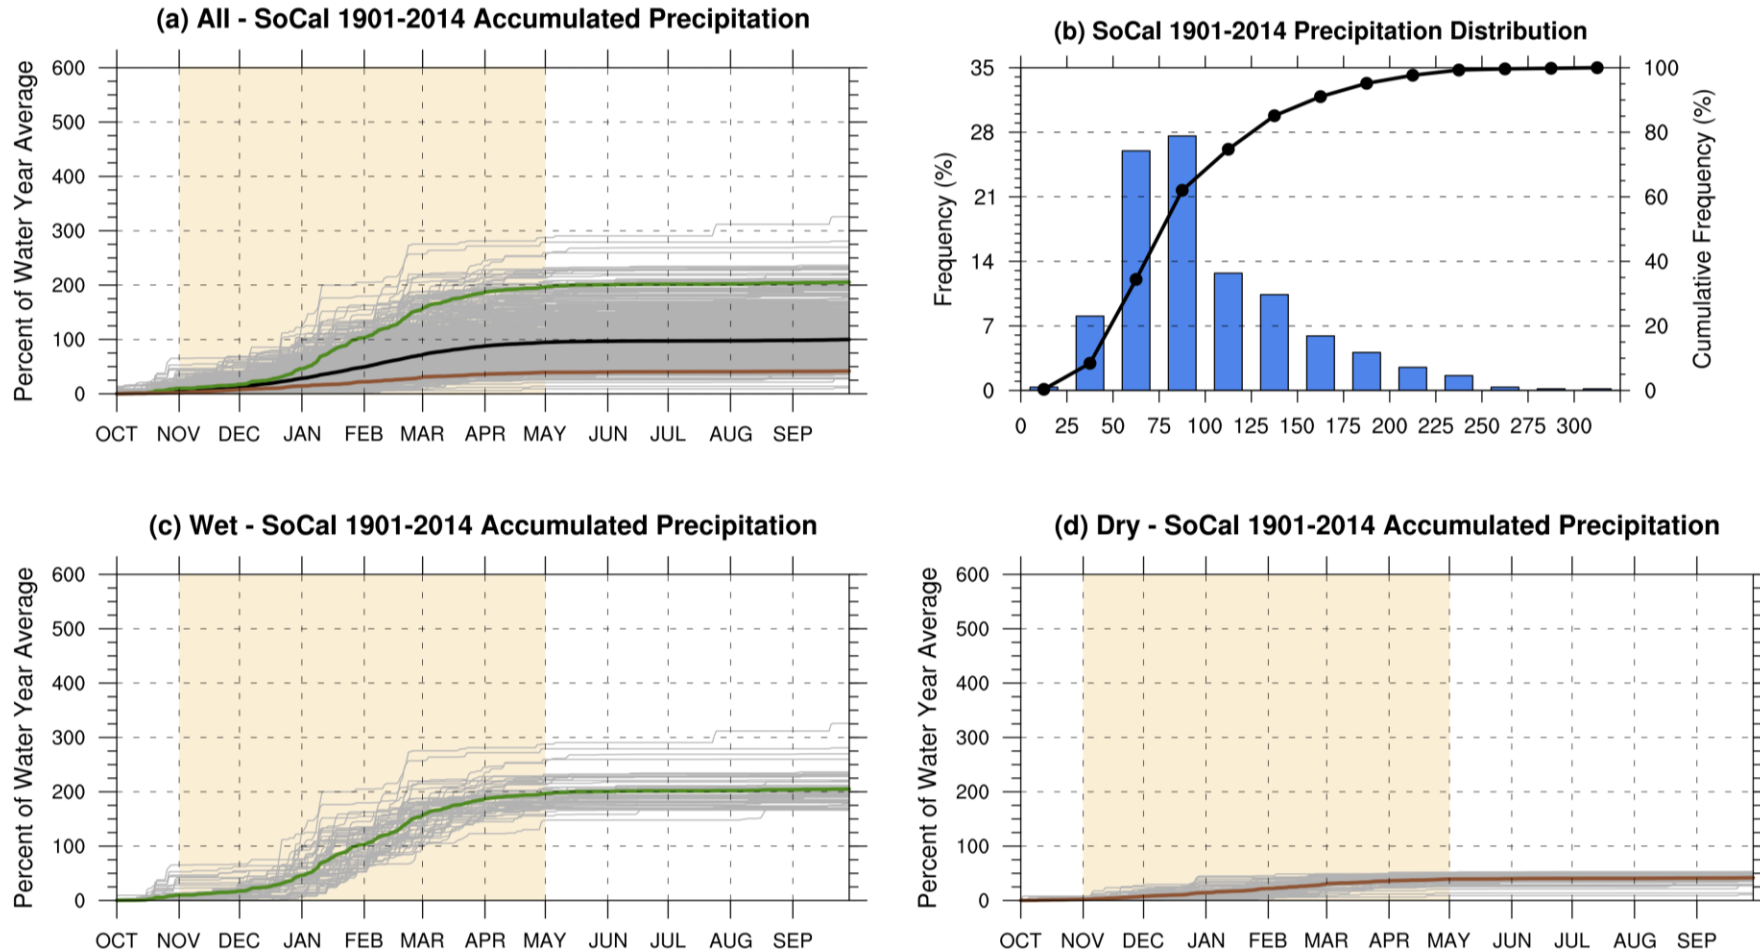 (a) All - SoCal 1901-2014 Accumulated Precipitation
Percent of Water Year Average
600
500
400
300
200
100
0
OCT NOV DEC JAN FEB MAR APR MAY JUN JUL AUG SEP
(b) SoCal 1901-2014 Precipitation Distribution
Frequency (%)
35
28
21
14
7
0
100
80
60
40
20
0
Cumulative Frequency (%)
0 25 50 75 100 125 150 175 200 225 250 275 300
(c) Wet - SoCal 1901-2014 Accumulated Precipitation
Percent of Water Year Average
600
500
400
300
200
100
0
OCT NOV DEC JAN FEB MAR APR MAY JUN JUL AUG SEP
(d) Dry - SoCal 1901-2014 Accumulated Precipitation
Percent of Water Year Average
600
500
400
300
200
100
0
OCT NOV DEC JAN FEB MAR APR MAY JUN JUL AUG SEP